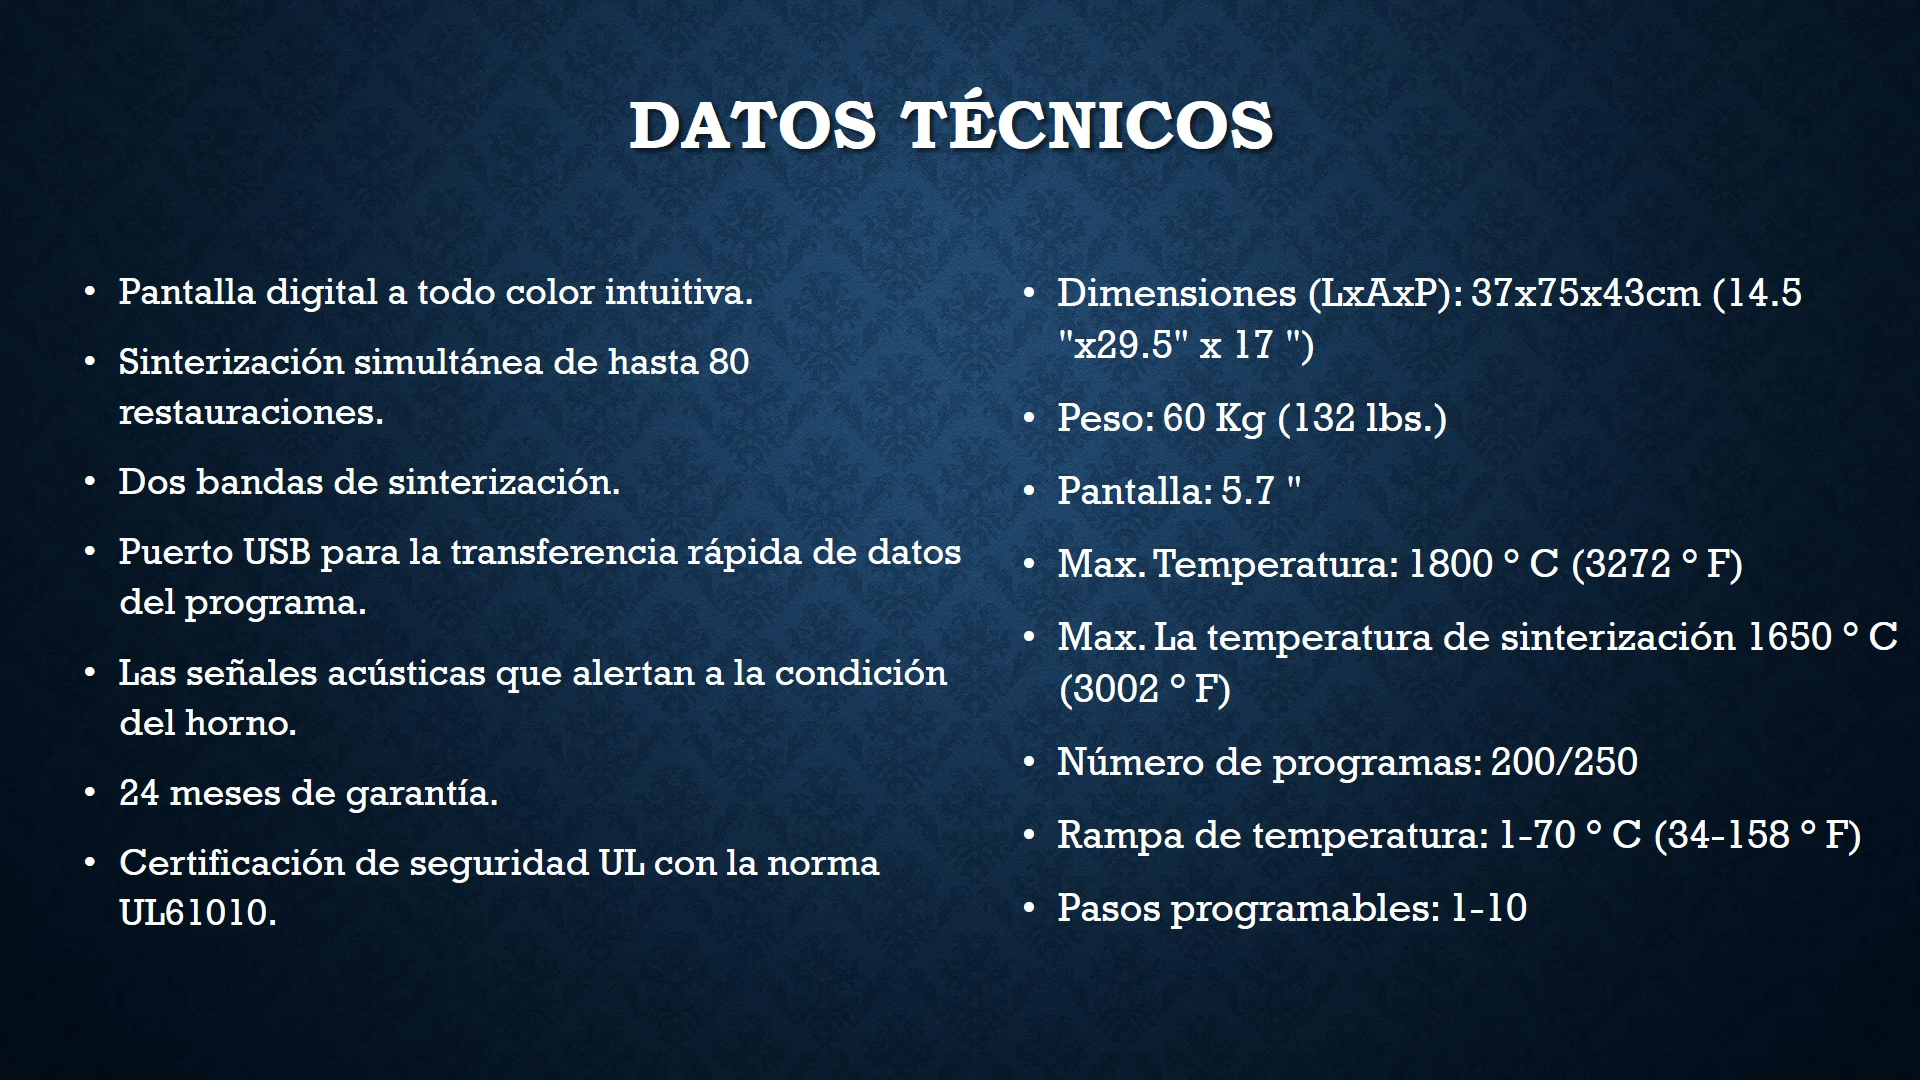 DATOS TÉCNICOS
• Pantalla digital a todo color intuitiva.
• Sinterización simultánea de hasta 80
restauraciones.
• Dos bandas de sinterización.
• Puerto USB para la transferencia rápida de datos
del programa.
• Las señales acústicas que alertan a la condición
del horno.
• 24 meses de garantía.
• Certificación de seguridad UL con la norma
UL61010.
• Dimensiones (LxAxP): 37x75x43cm (14.5
"x29.5" x 17 ")
• Peso: 60 Kg (132 lbs.)
• Pantalla: 5.7 "
• Max. Temperatura: 1800 ° C (3272 ° F)
• Max. La temperatura de sinterización 1650 ° C
(3002 ° F)
• Número de programas: 200/250
• Rampa de temperatura: 1-70 ° C (34-158 ° F)
• Pasos programables: 1-10